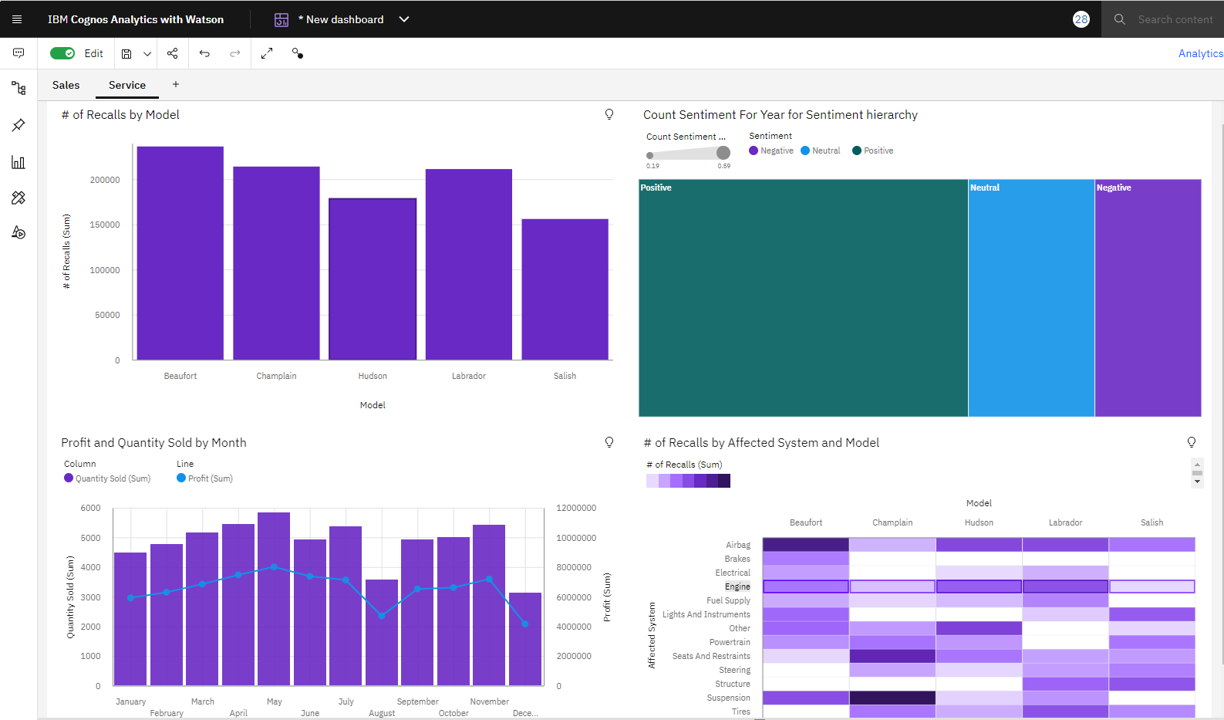 IBM Cognos Analytics with Watson
* New dashboard
28
Search content
Edit
Analytics
Sales
Service
+
# of Recalls by Model
# of Recalls (Sum)
200000
150000
100000
50000
0
Beaufort Champlain Hudson Labrador Salish
Model
Count Sentiment For Year for Sentiment hierarchy
Count Sentiment ...
0.19 0.89
Sentiment
Negative Neutral Positive
Positive Neutral Negative
Profit and Quantity Sold by Month
Column Line
Quantity Sold (Sum) Profit (Sum)
Quantity Sold (Sum)
6000
5000
4000
3000
2000
1000
0
12000000
10000000
8000000
6000000
4000000
2000000
0
Profit (Sum)
January March May July September November
February April June August October Dece...
# of Recalls by Affected System and Model
# of Recalls (Sum)
Model
Beaufort Champlain Hudson Labrador Salish
Affected System
Airbag
Brakes
Electrical
Engine
Fuel Supply
Lights And Instruments
Other
Powertrain
Seats And Restraints
Steering
Structure
Suspension
Tires